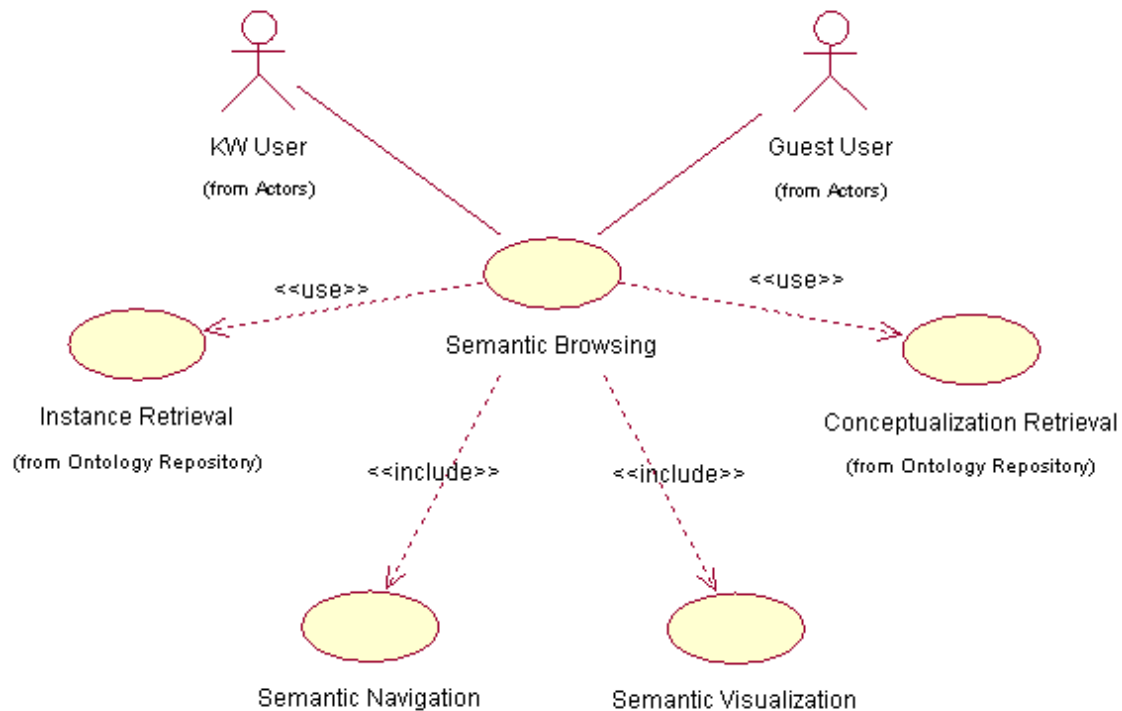 KW User
(from Actors)
Guest User
(from Actors)
<<use>>
<<use>>
Semantic Browsing
Instance Retrieval
(from Ontology Repository)
Conceptualization Retrieval
(from Ontology Repository)
<<include>>
<<include>>
Semantic Navigation
Semantic Visualization